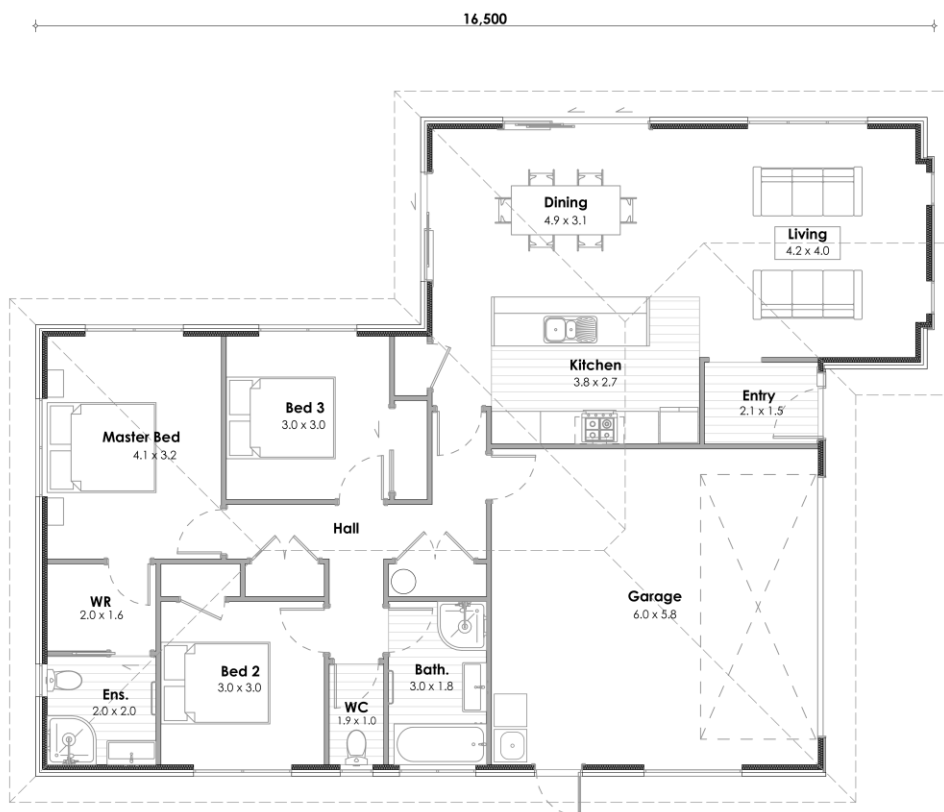 16,500
Dining
4.9 x 3.1
Living
4.2 x 4.0
Kitchen
3.8 x 2.7
Entry
2.1 x 1.5
Bed 3
3.0 x 3.0
Master Bed
4.1 x 3.2
Hall
WR
2.0 x 1.6
Garage
6.0 x 5.8
Bed 2
3.0 x 3.0
Bath.
3.0 x 1.8
Ens.
2.0 x 2.0
WC
1.9 x 1.0